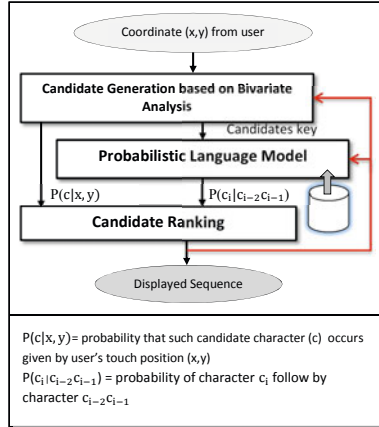 Coordinate (x,y) from user
Candidate Generation based on Bivariate
Analysis
Candidates key
Probabilistic Language Model
P(c|x, y)
P(cᵢ|cᵢ₋₂cᵢ₋₁)
Candidate Ranking
Displayed Sequence
P(c|x, y)= probability that such candidate character (c) occurs
given by user's touch position (x,y)
P(cᵢ|cᵢ₋₂cᵢ₋₁) = probability of character cᵢ follow by
character cᵢ₋₂cᵢ₋₁